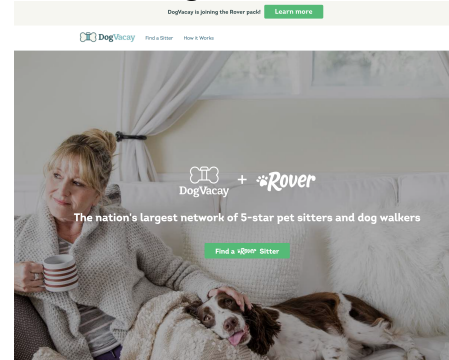 DogVacay is joining the Rover pack! Learn more
DogVacay Find a Sitter How it Works
DogVacay + Rover
The nation's largest network of 5-star pet sitters and dog walkers
Find a Rover Sitter